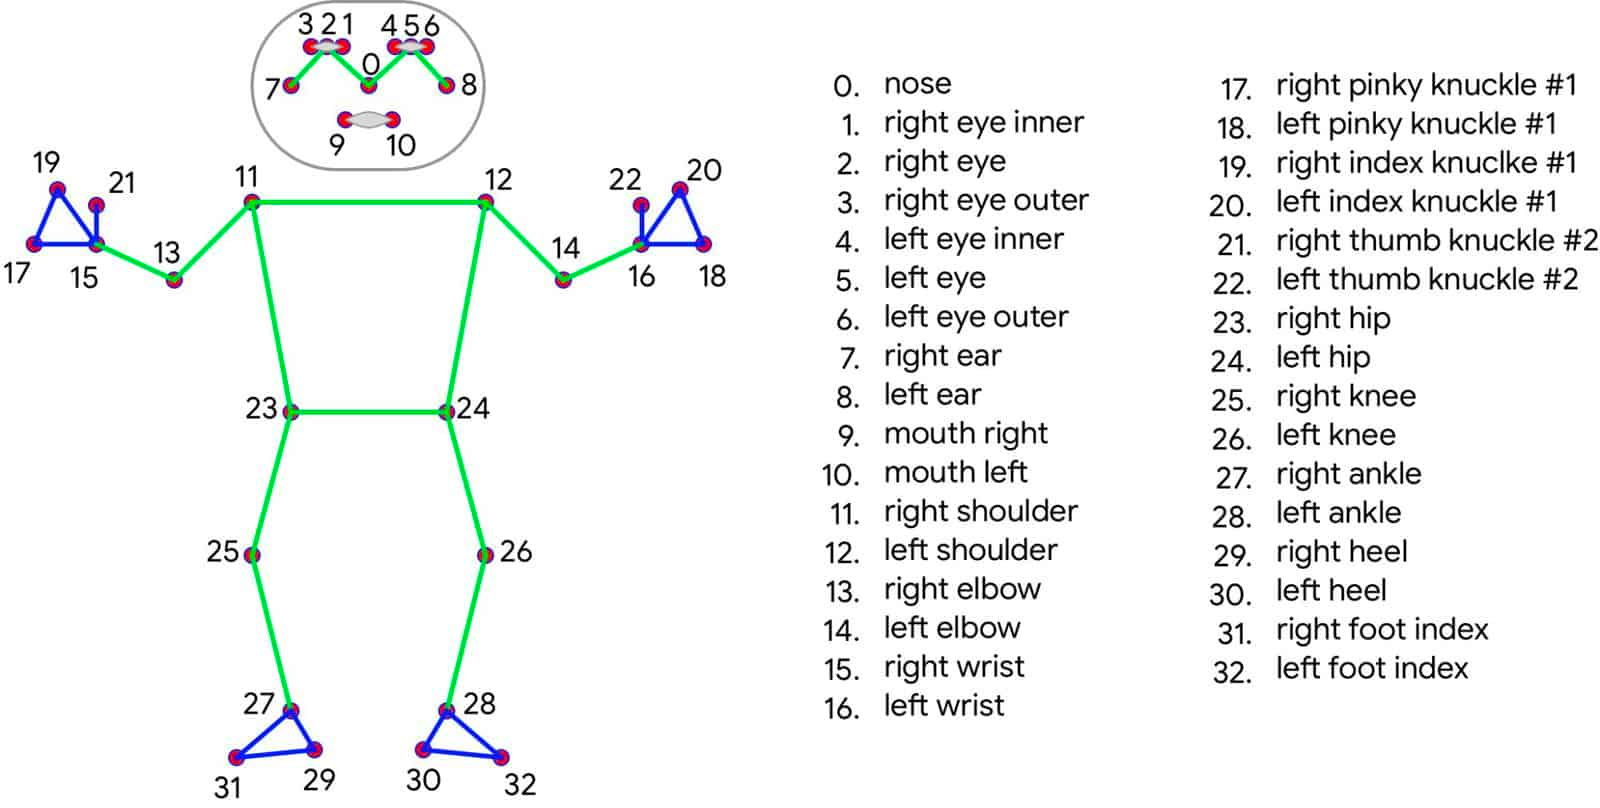 3 2 1 4 5 6
0
7 8
9 10
19 21 11 12 22 20
17 15 13 14 16 18
23 24
25 26
27 28
31 29 30 32
0. nose
1. right eye inner
2. right eye
3. right eye outer
4. left eye inner
5. left eye
6. left eye outer
7. right ear
8. left ear
9. mouth right
10. mouth left
11. right shoulder
12. left shoulder
13. right elbow
14. left elbow
15. right wrist
16. left wrist
17. right pinky knuckle #1
18. left pinky knuckle #1
19. right index knuclke #1
20. left index knuckle #1
21. right thumb knuckle #2
22. left thumb knuckle #2
23. right hip
24. left hip
25. right knee
26. left knee
27. right ankle
28. left ankle
29. right heel
30. left heel
31. right foot index
32. left foot index